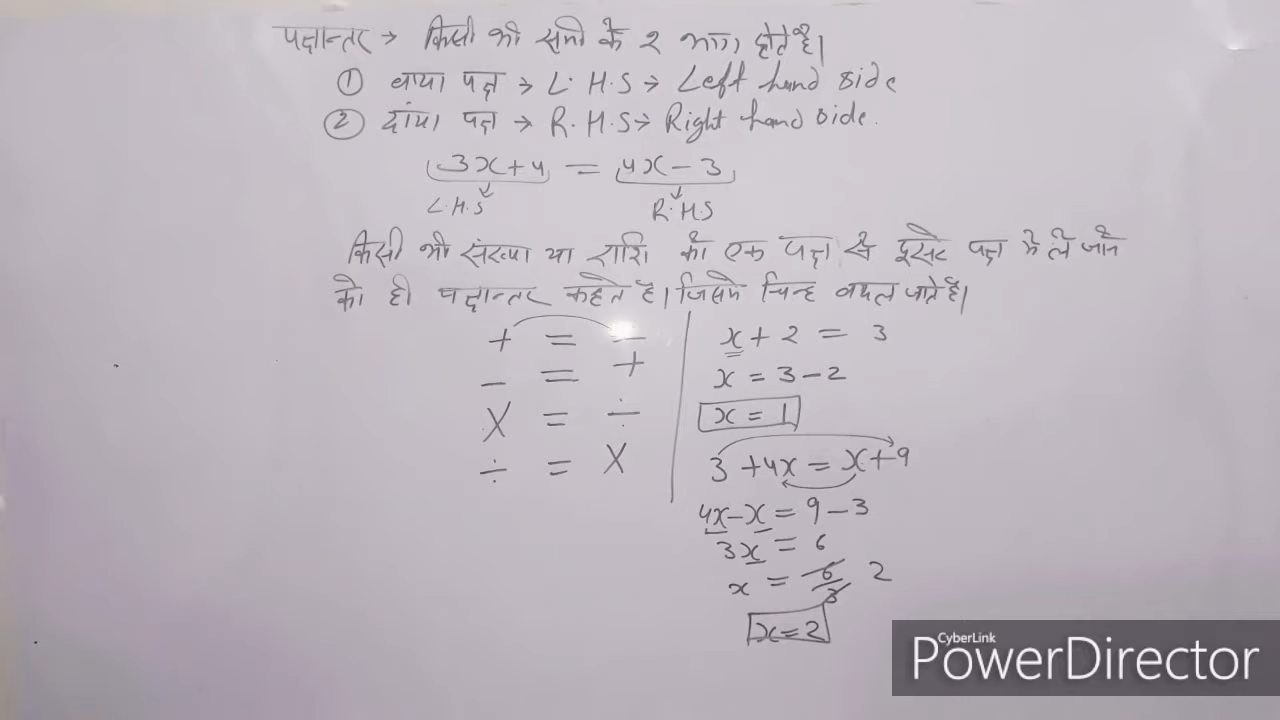 पक्षान्तर → किसी भी समी के 2 भाग होते है।
① वाया पक्ष → L.H.S → Left hand side
② दांया पक्ष → R.H.S → Right hand side.
3x+4 = 4x-3
L.H.S R.H.S
किसी भी संख्या या राशि को एक पक्ष से दूसरे पक्ष मे ले जाने
को ही पक्षान्तर कहते है। जिसमे चिन्ह बदल जाते है।
+ = -
- = +
X = ÷
÷ = X
x + 2 = 3
x = 3 - 2
x = 1
3 + 4x = x + 9
4x - x = 9 - 3
3x = 6
x = 6/3 2
x = 2
CyberLink
PowerDirector